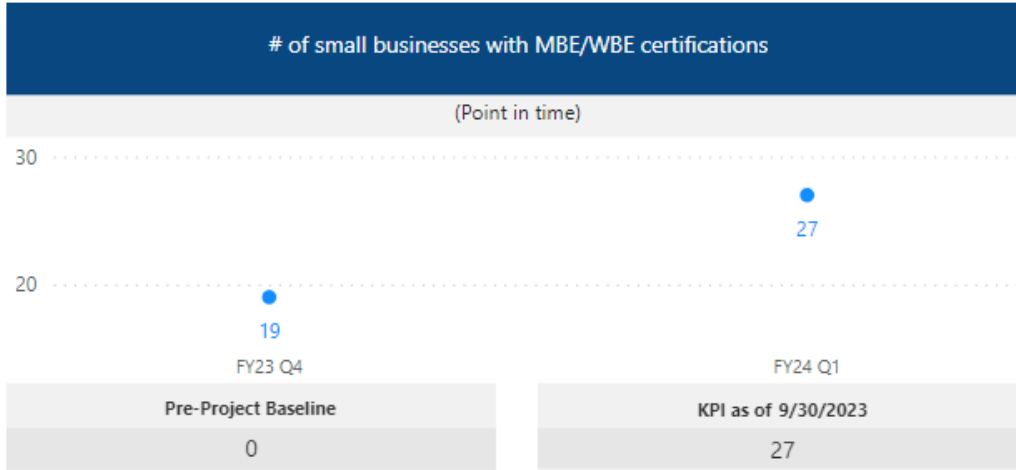 # of small businesses with MBE/WBE certifications
(Point in time)
30
27
20
19
FY23 Q4 FY24 Q1
Pre-Project Baseline KPI as of 9/30/2023
0 27